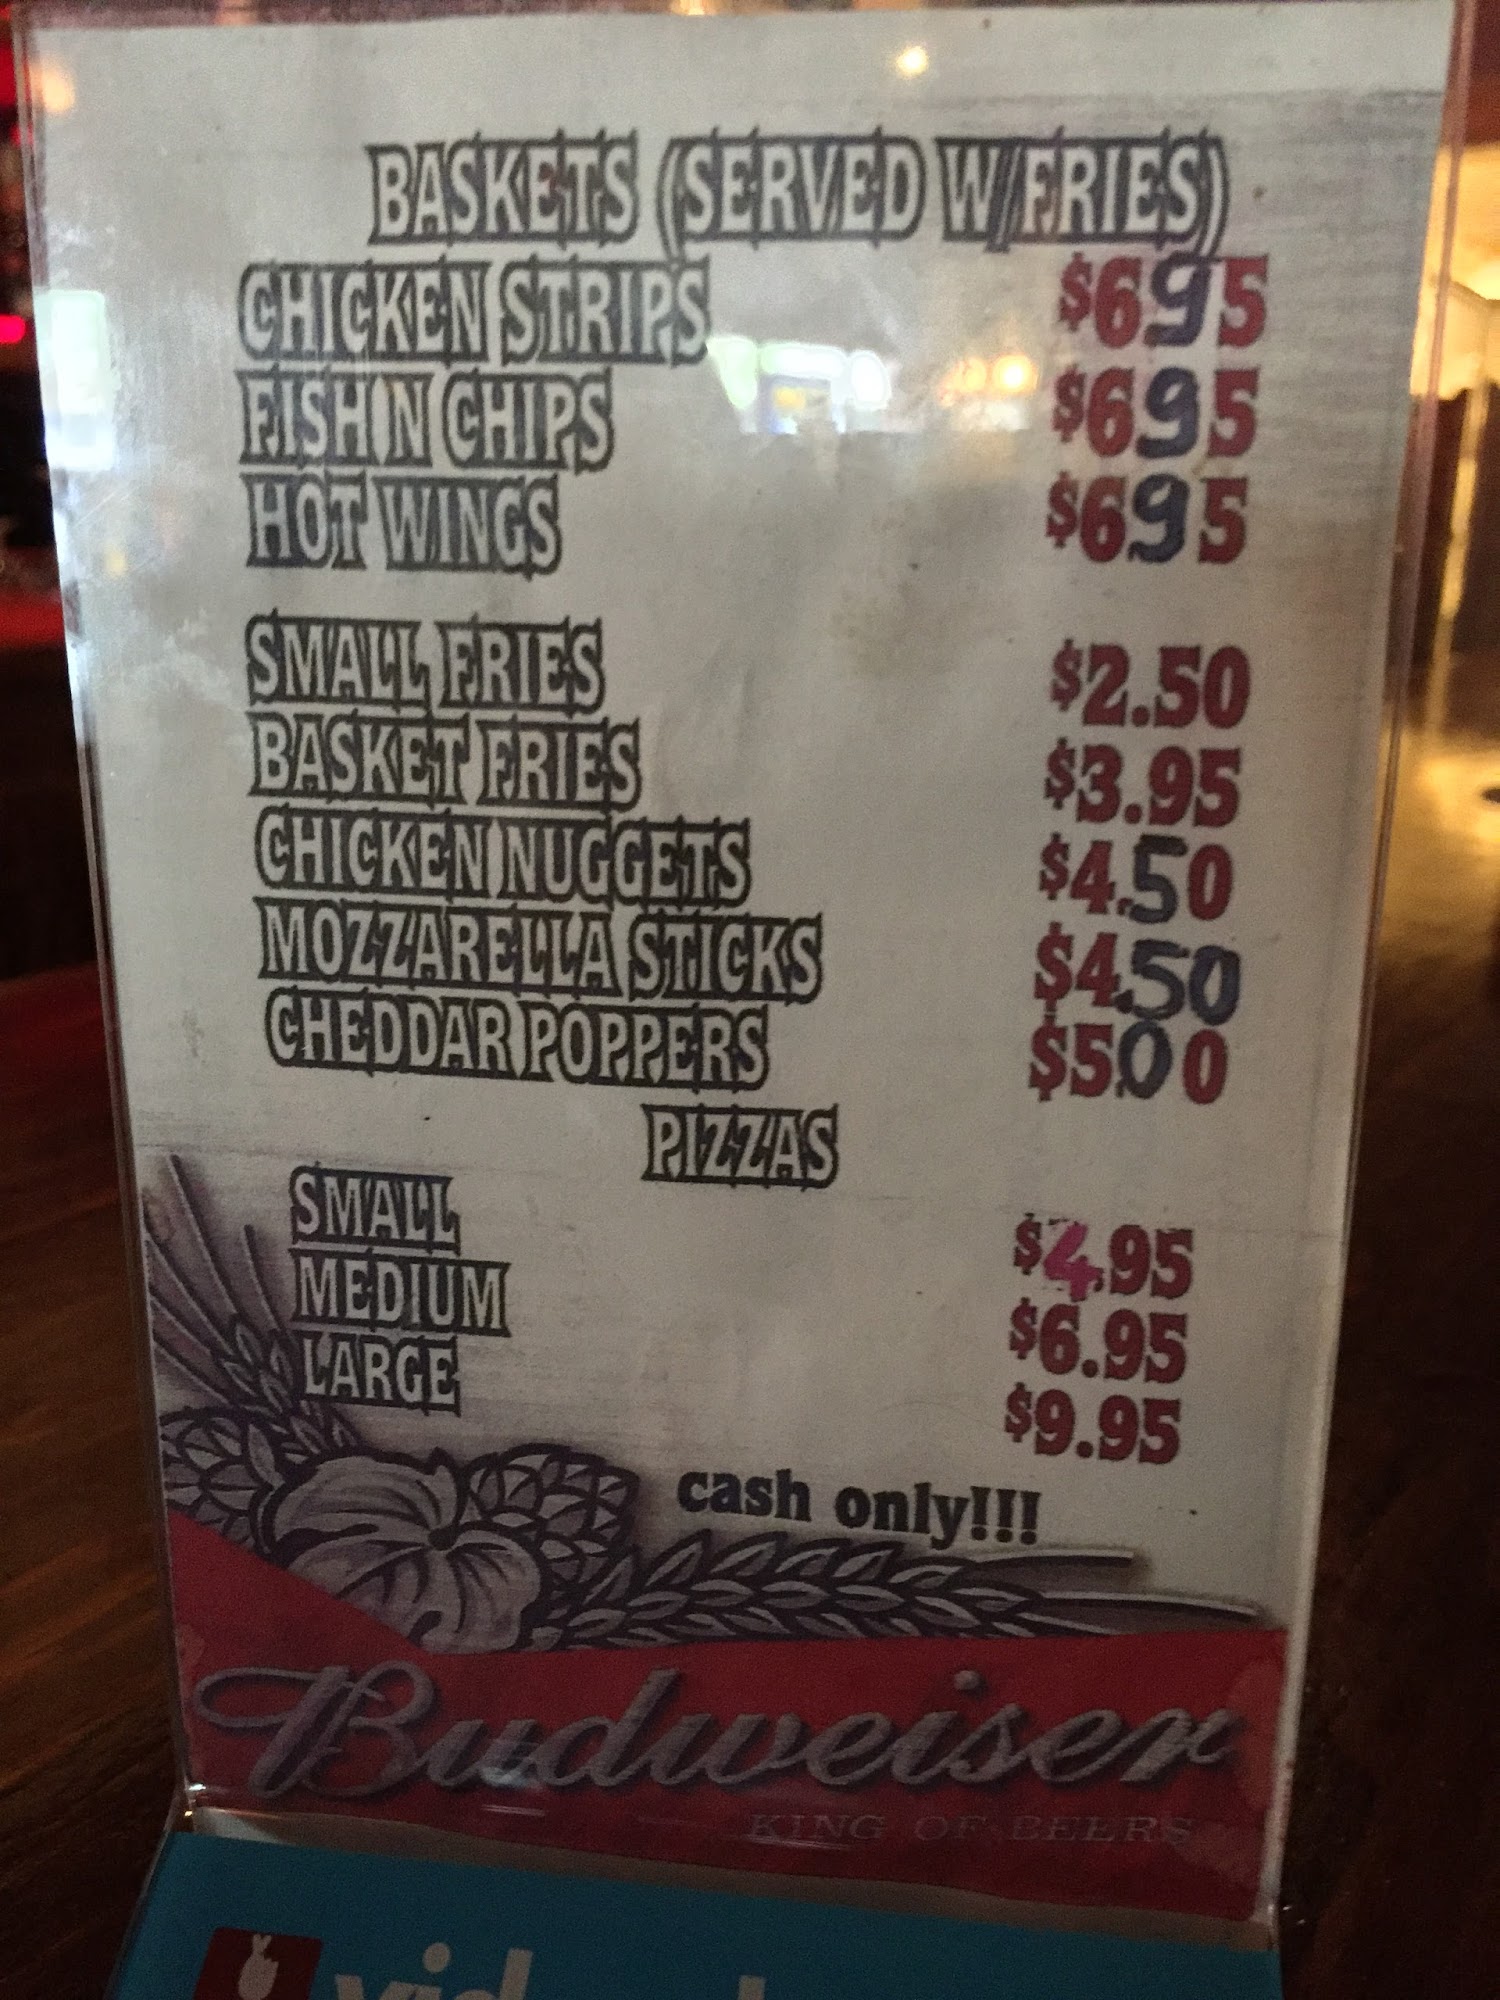 BASKETS (SERVED W/FRIES)
CHICKEN STRIPS $695
FISH N CHIPS $695
HOT WINGS $695
SMALL FRIES $2.50
BASKET FRIES $3.95
CHICKEN NUGGETS $4.50
MOZZARELLA STICKS $4.50
CHEDDAR POPPERS $5.00
PIZZAS
SMALL $4.95
MEDIUM $6.95
LARGE $9.95
cash only!!!
Budweiser
KING OF BEERS